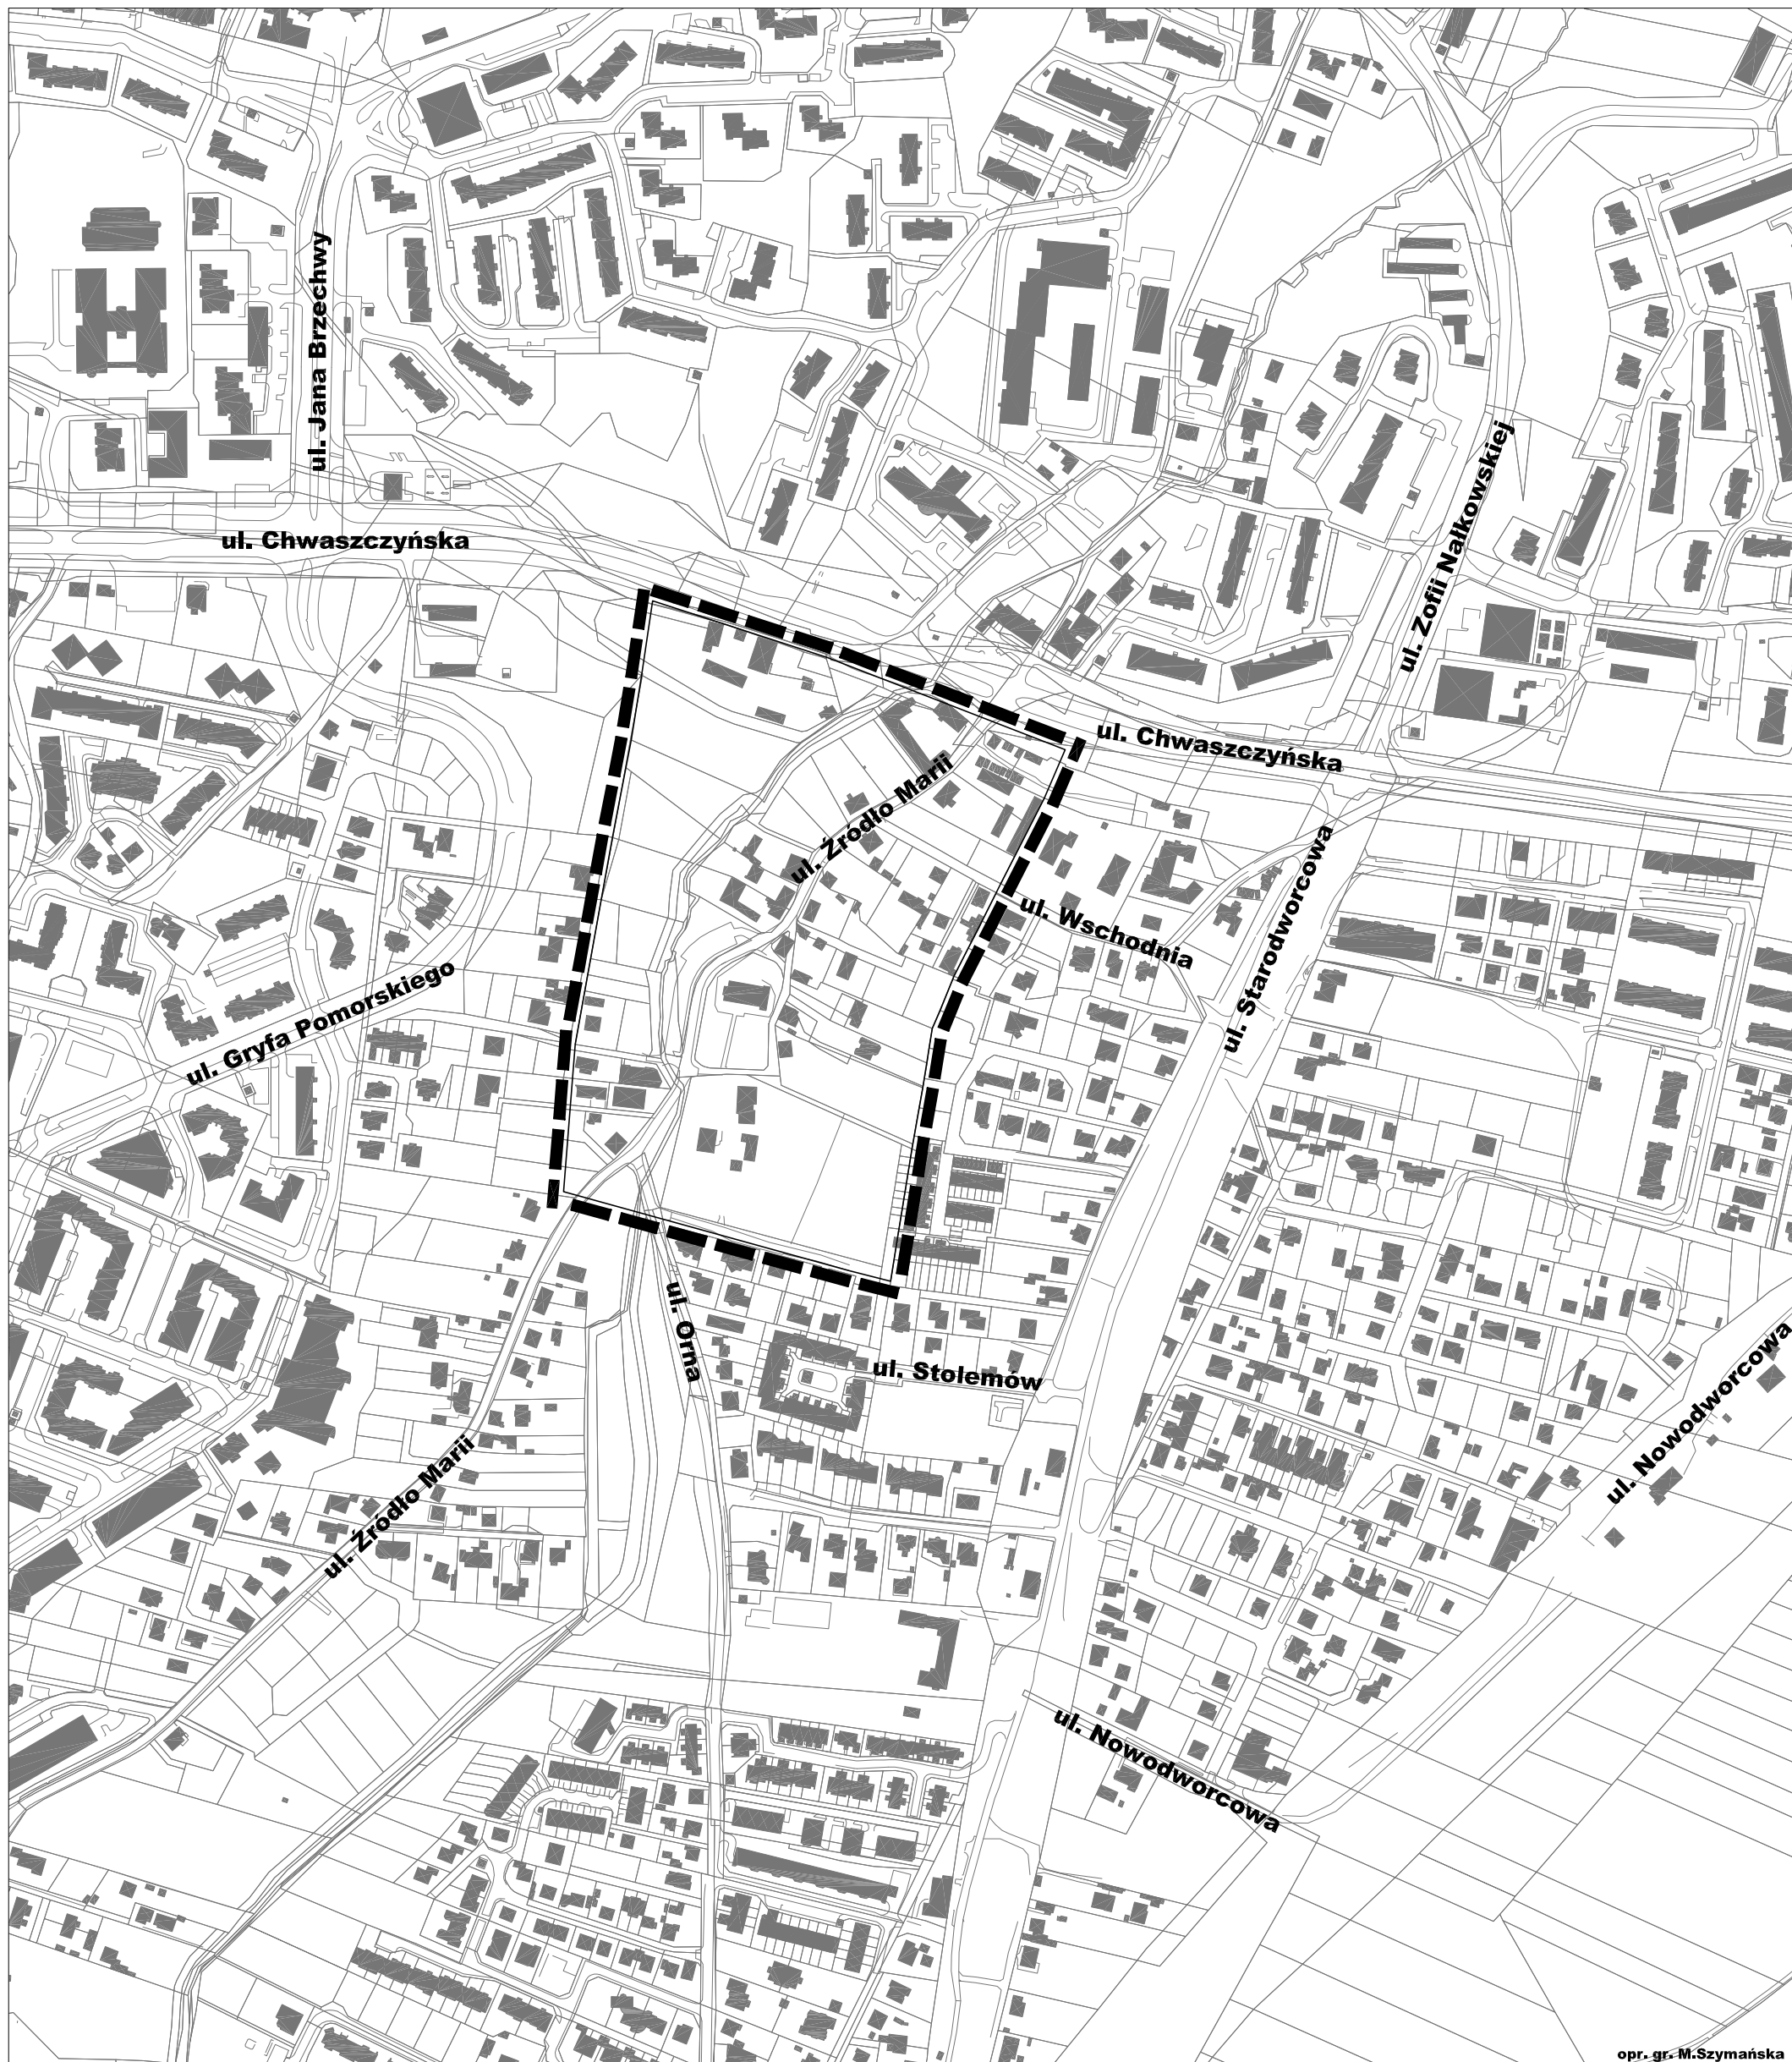 ul. Jana Brzechwy
ul. Chwaszczyńska
ul. Zofii Nałkowskiej
ul. Chwaszczyńska
ul. Źródło Marii
ul. Wschodnia
ul. Starodworcowa
ul. Gryfa Pomorskiego
ul. Orna
ul. Stolemów
ul. Nowodworcowa
ul. Źródło Marii
ul. Nowodworcowa
opr. gr. M.Szymańska